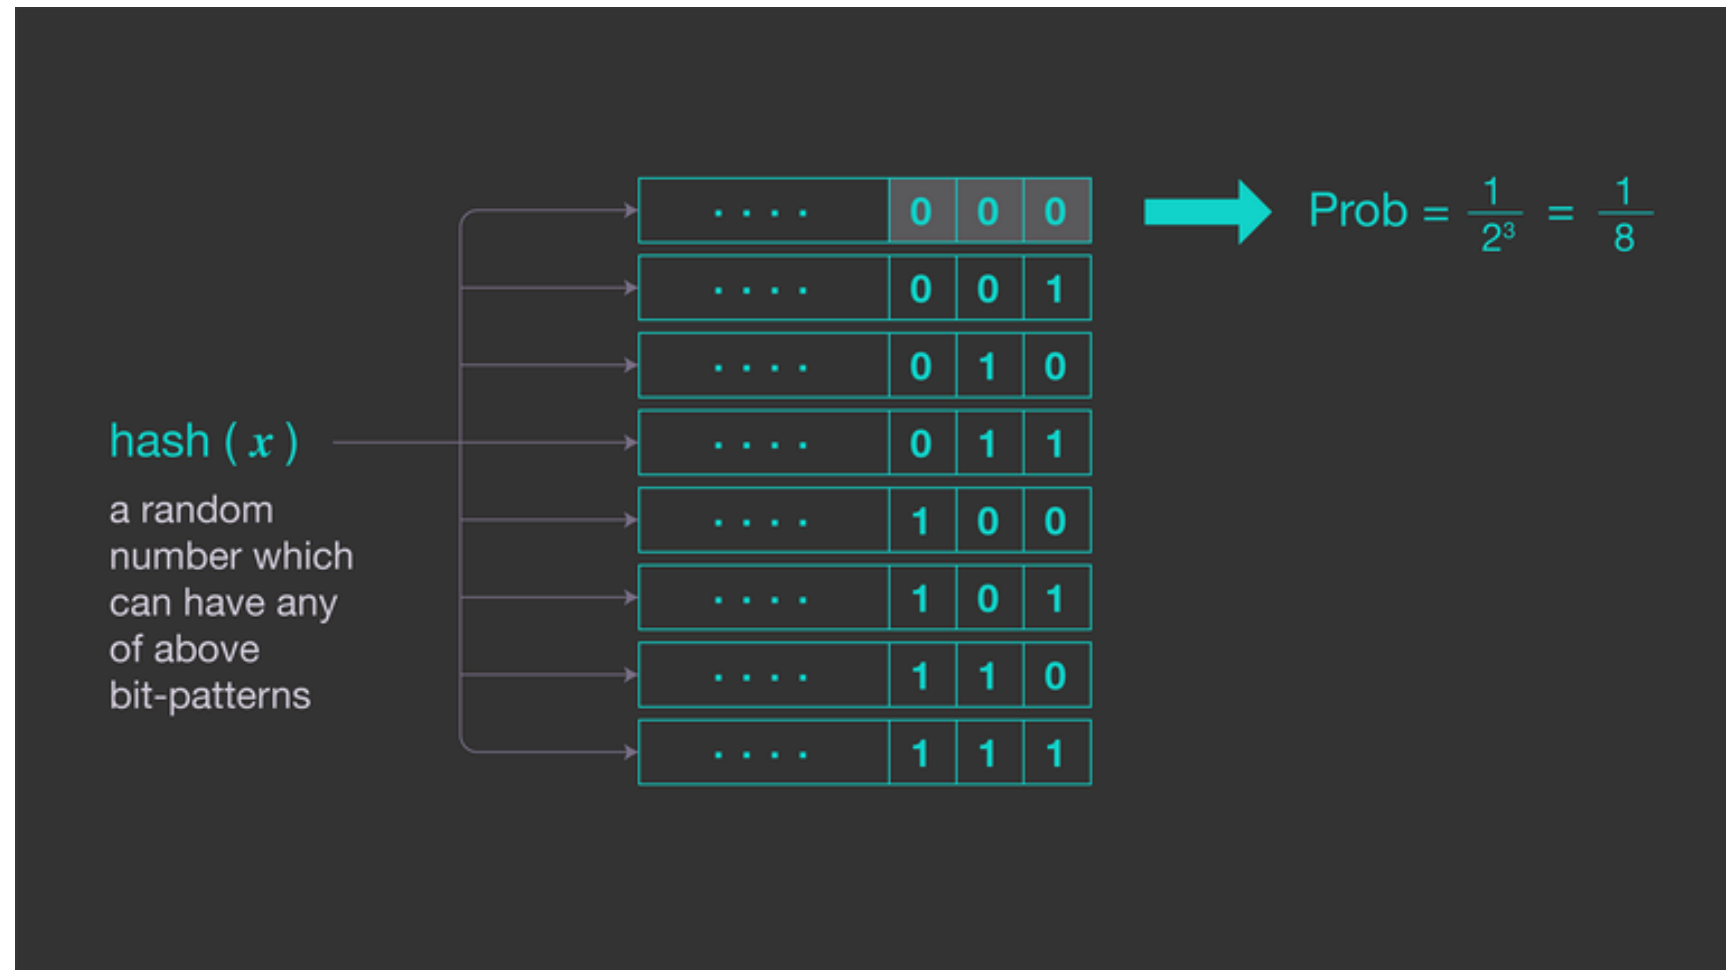 .... 0 0 0 Prob = 1/2³ = 1/8
.... 0 0 1
.... 0 1 0
.... 0 1 1
hash ( x )
.... 1 0 0
.... 1 0 1
.... 1 1 0
.... 1 1 1
a random
number which
can have any
of above
bit-patterns